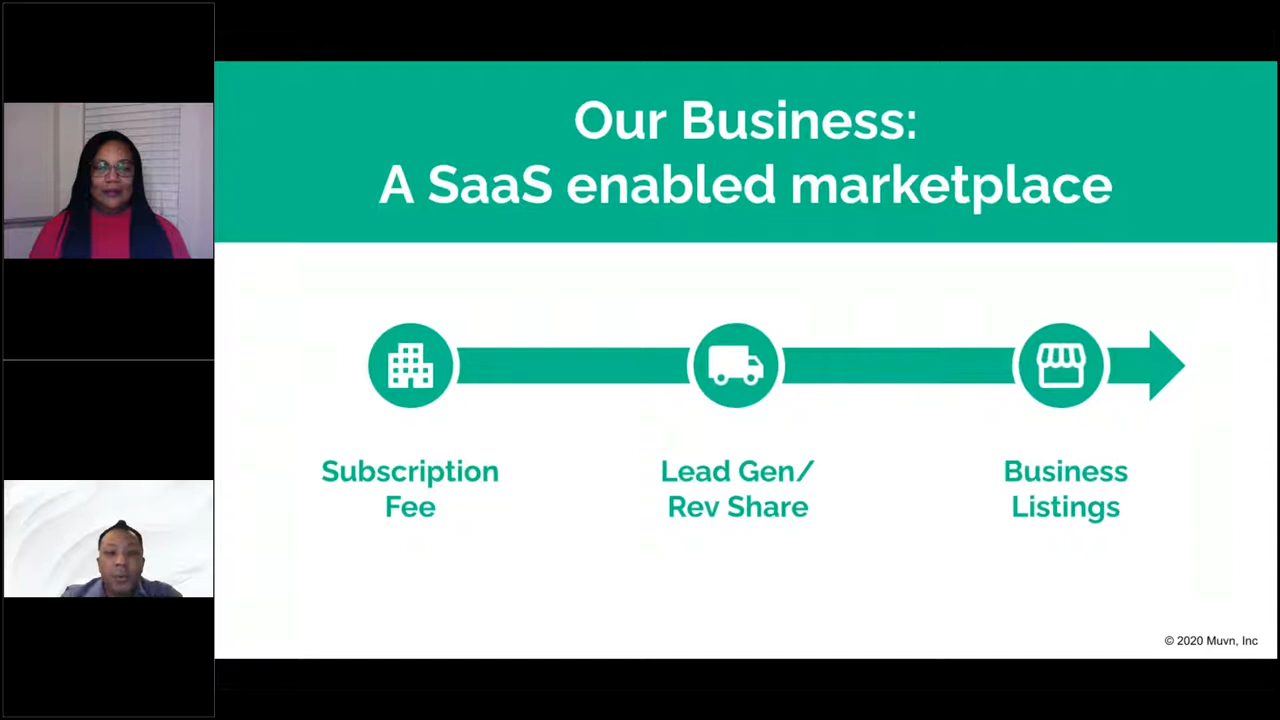 Our Business:
A SaaS enabled marketplace
Subscription
Fee
Lead Gen/
Rev Share
Business
Listings
© 2020 Muvn, Inc